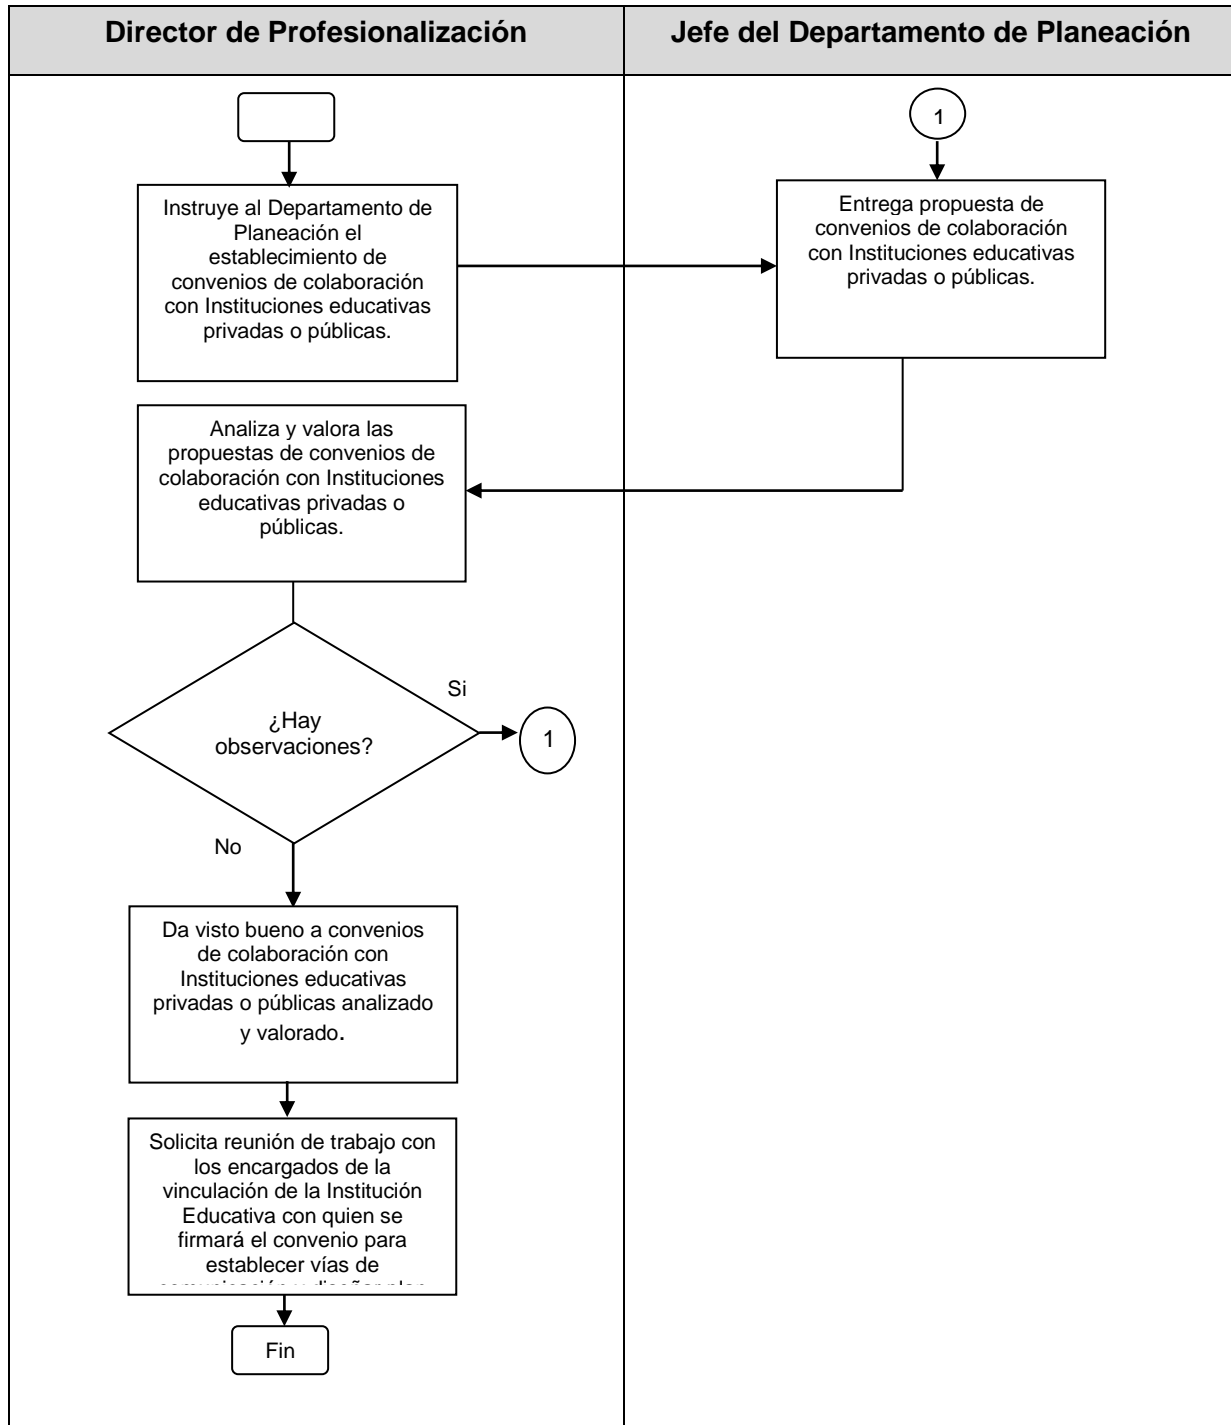 Director de Profesionalización
Jefe del Departamento de Planeación
1
Instruye al Departamento de
Planeación el
establecimiento de
convenios de colaboración
con Instituciones educativas
privadas o públicas.
Entrega propuesta de
convenios de colaboración
con Instituciones educativas
privadas o públicas.
Analiza y valora las
propuestas de convenios de
colaboración con Instituciones
educativas privadas o
públicas.
¿Hay
observaciones?
Si
1
No
Da visto bueno a convenios
de colaboración con
Instituciones educativas
privadas o públicas analizado
y valorado.
Solicita reunión de trabajo con
los encargados de la
vinculación de la Institución
Educativa con quien se
firmará el convenio para
establecer vías de
Fin